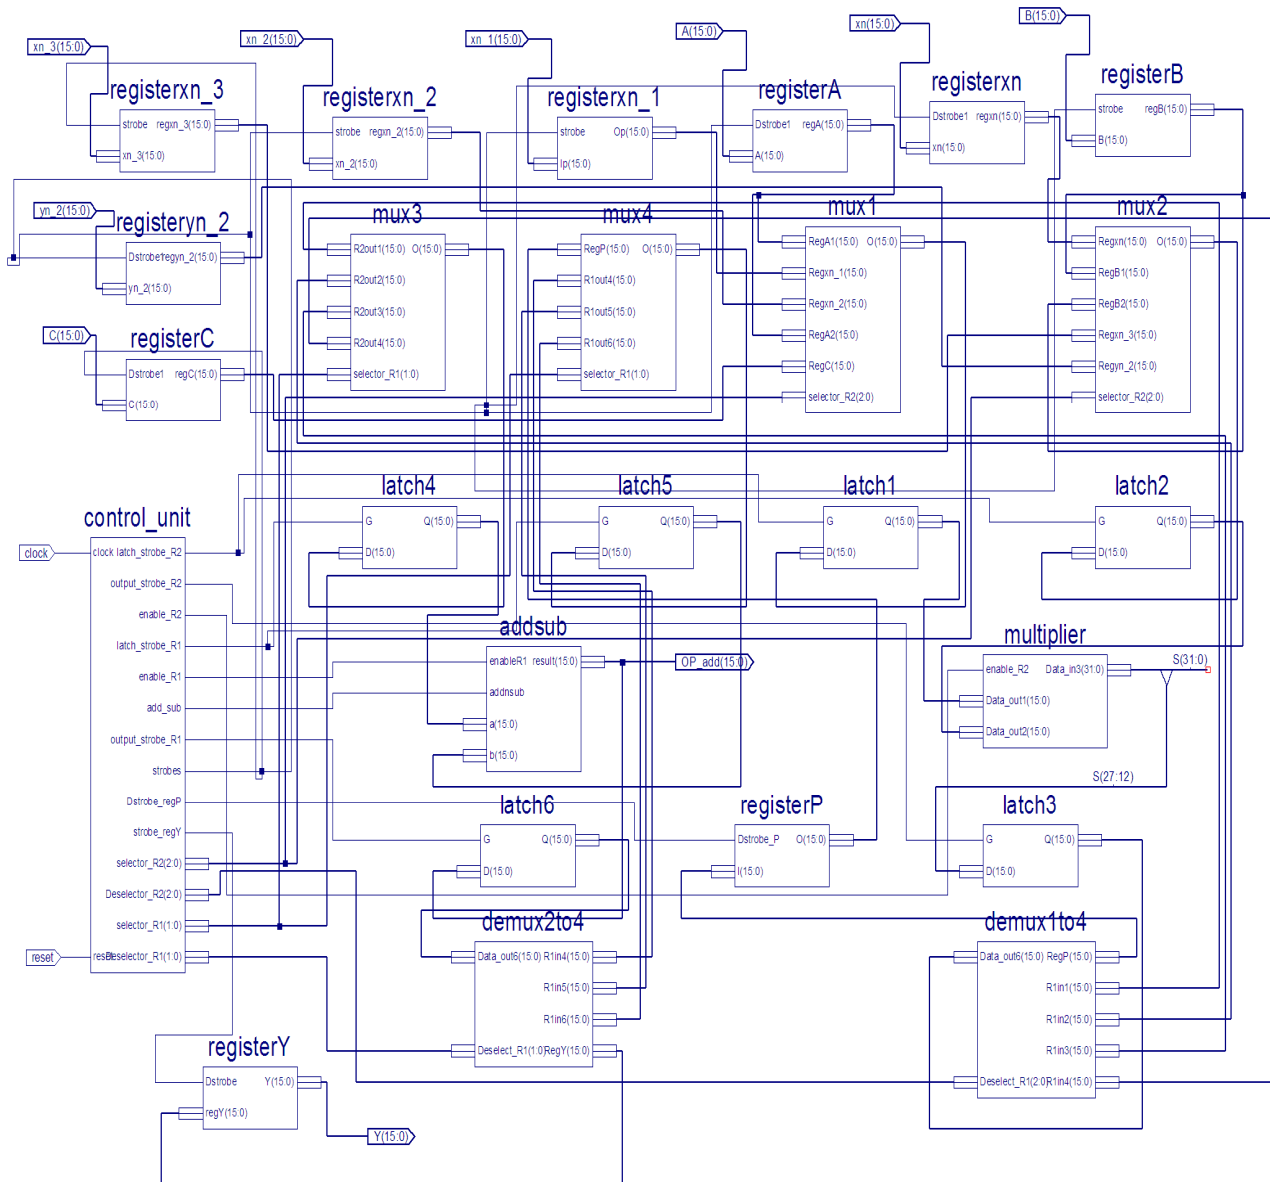 xn_3(15:0)
xn_2(15:0)
xn_1(15:0)
A(15:0)
xn(15:0)
B(15:0)
registerxn_3
strobe regxn_3(15:0)
xn_3(15:0)
registerxn_2
strobe regxn_2(15:0)
xn_2(15:0)
registerxn_1
strobe Op(15:0)
Ip(15:0)
registerA
Dstrobe1 regA(15:0)
A(15:0)
registerxn
Dstrobe1 regxn(15:0)
xn(15:0)
registerB
strobe regB(15:0)
B(15:0)
yn_2(15:0)
registeryn_2
Dstrobe1regyn_2(15:0)
yn_2(15:0)
C(15:0)
registerC
Dstrobe1 regC(15:0)
C(15:0)
mux3
R2out1(15:0) O(15:0)
R2out2(15:0)
R2out3(15:0)
R2out4(15:0)
selector_R1(1:0)
mux4
RegP(15:0) O(15:0)
R1out4(15:0)
R1out5(15:0)
R1out6(15:0)
selector_R1(1:0)
mux1
RegA1(15:0) O(15:0)
Regxn_1(15:0)
Regxn_2(15:0)
RegA2(15:0)
RegC(15:0)
selector_R2(2:0)
mux2
Regxn(15:0) O(15:0)
RegB1(15:0)
RegB2(15:0)
Regxn_3(15:0)
Regyn_2(15:0)
selector_R2(2:0)
latch4
G Q(15:0)
D(15:0)
latch5
G Q(15:0)
D(15:0)
latch1
G Q(15:0)
D(15:0)
latch2
G Q(15:0)
D(15:0)
control_unit
clock
clock latch_strobe_R2
output_strobe_R2
enable_R2
latch_strobe_R1
enable_R1
add_sub
output_strobe_R1
strobes
Dstrobe_regP
strobe_regY
selector_R2(2:0)
Deselector_R2(2:0)
selector_R1(1:0)
reset
reset Deselector_R1(1:0)
addsub
enableR1 result(15:0)
addnsub
a(15:0)
b(15:0)
OP_add(15:0)
multiplier
enable_R2 Data_in3(31:0)
Data_out1(15:0)
Data_out2(15:0)
S(31:0)
S(27:12)
latch6
G Q(15:0)
D(15:0)
registerP
Dstrobe_P O(15:0)
I(15:0)
latch3
G Q(15:0)
D(15:0)
demux2to4
Data_out6(15:0) R1in4(15:0)
R1in5(15:0)
R1in6(15:0)
Deselect_R1(1:0)RegY(15:0)
demux1to4
Data_out6(15:0) RegP(15:0)
R1in1(15:0)
R1in2(15:0)
R1in3(15:0)
Deselect_R1(2:0)R1in4(15:0)
registerY
Dstrobe Y(15:0)
regY(15:0)
Y(15:0)